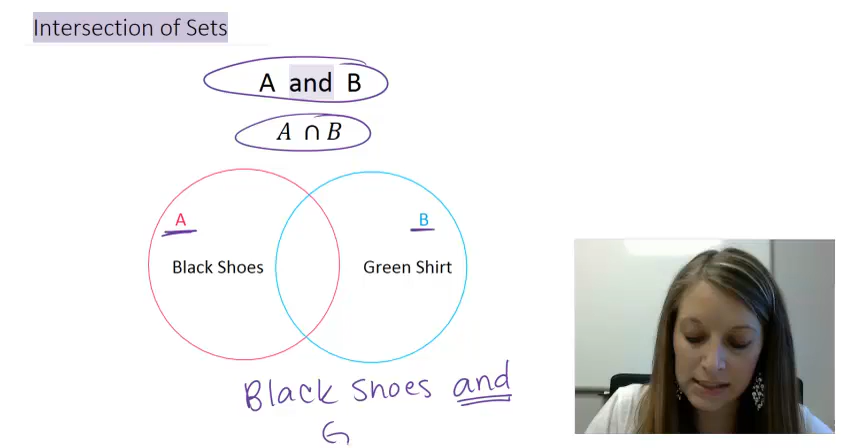 Intersection of Sets
A and B
A ∩ B
A
B
Black Shoes
Green Shirt
Black Shoes and
G